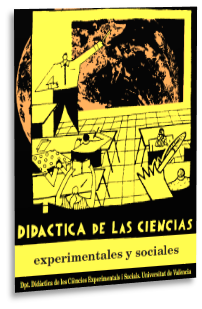 DIDACTICA DE LAS CIENCIAS
experimentales y sociales
Dpt. Didàctica de les Ciències Experimentals i Socials. Universitat de València